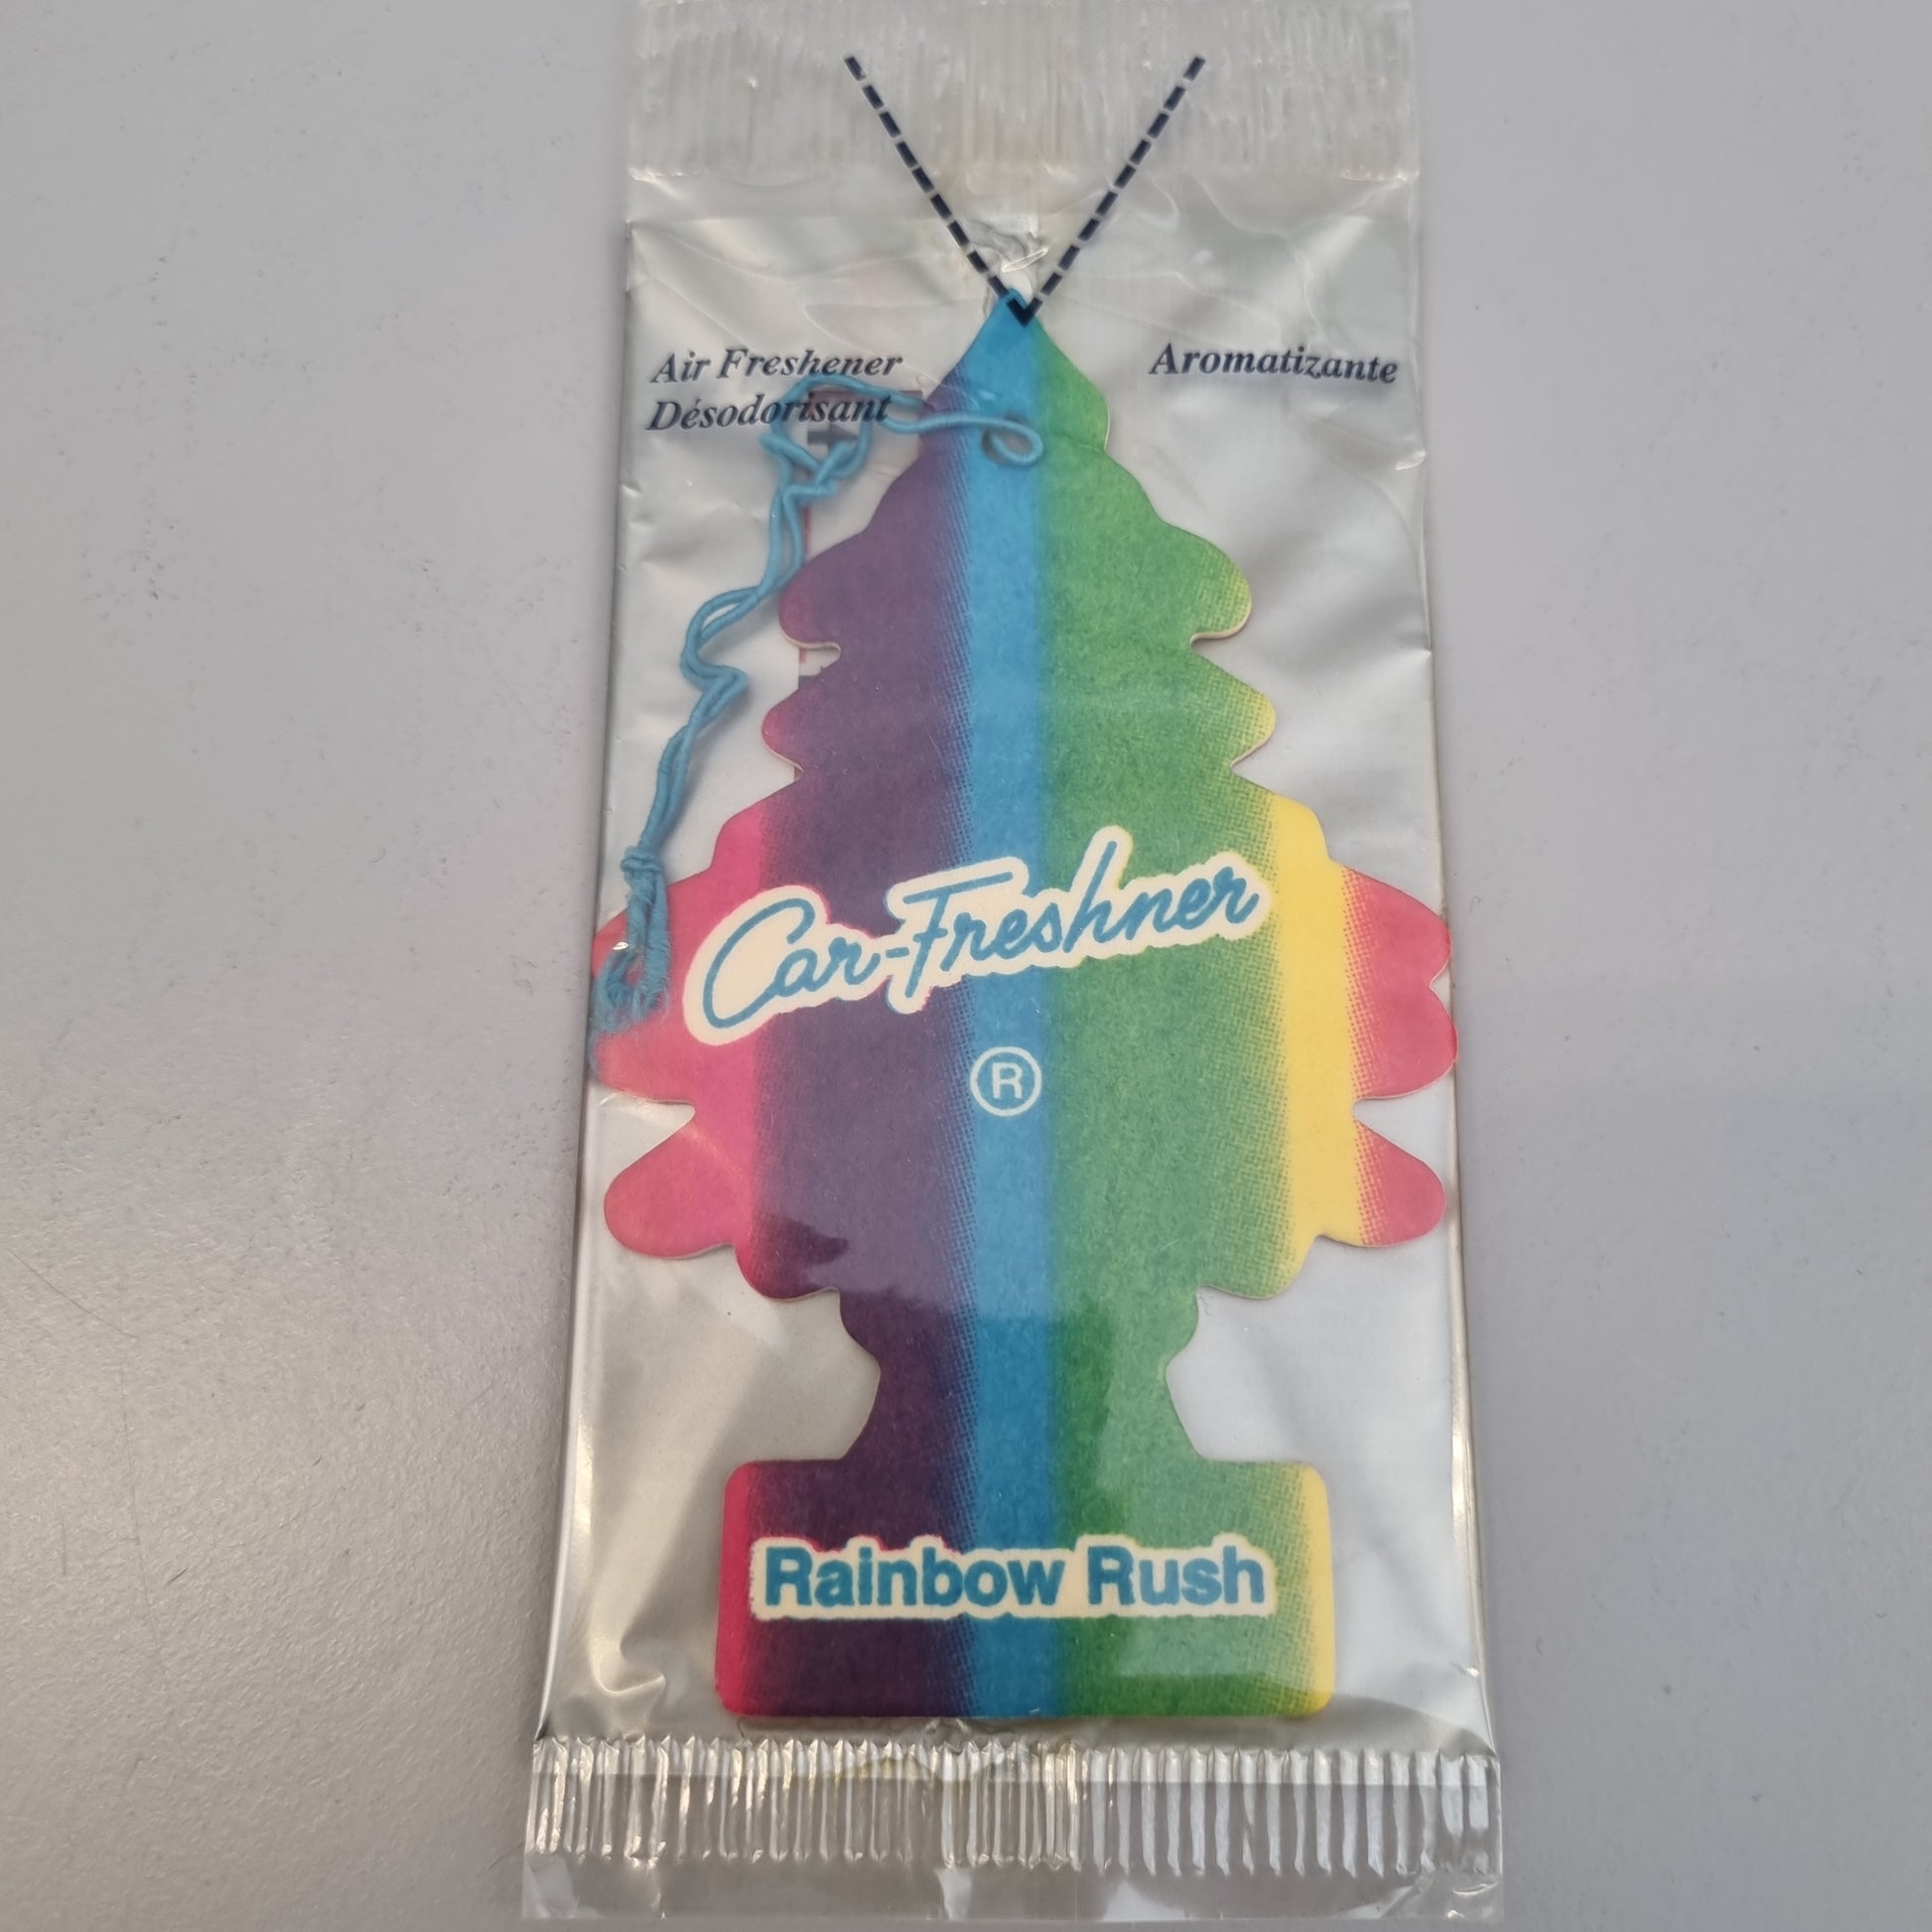 Air Freshener
Désodorisant
Aromatizante
Car-Freshner
®
Rainbow Rush